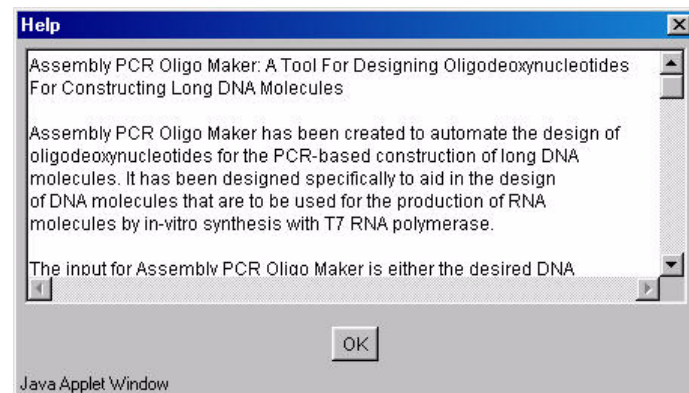 Help
Assembly PCR Oligo Maker: A Tool For Designing Oligodeoxynucleotides
For Constructing Long DNA Molecules
Assembly PCR Oligo Maker has been created to automate the design of
oligodeoxynucleotides for the PCR-based construction of long DNA
molecules. It has been designed specifically to aid in the design
of DNA molecules that are to be used for the production of RNA
molecules by in-vitro synthesis with T7 RNA polymerase.
The input for Assembly PCR Oligo Maker is either the desired DNA
OK
Java Applet Window